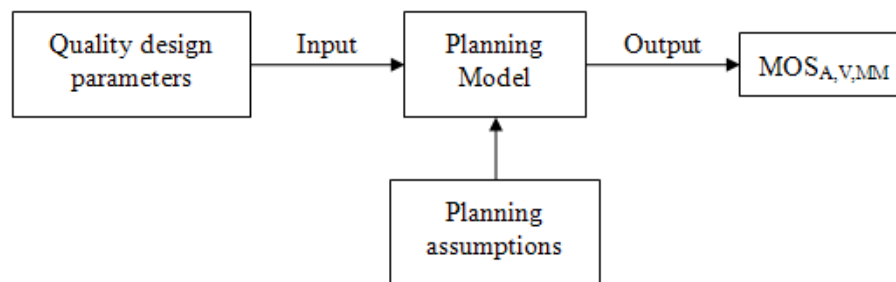 Quality design
parameters
Input
Planning
Model
Output
MOSA,V,MM
Planning
assumptions